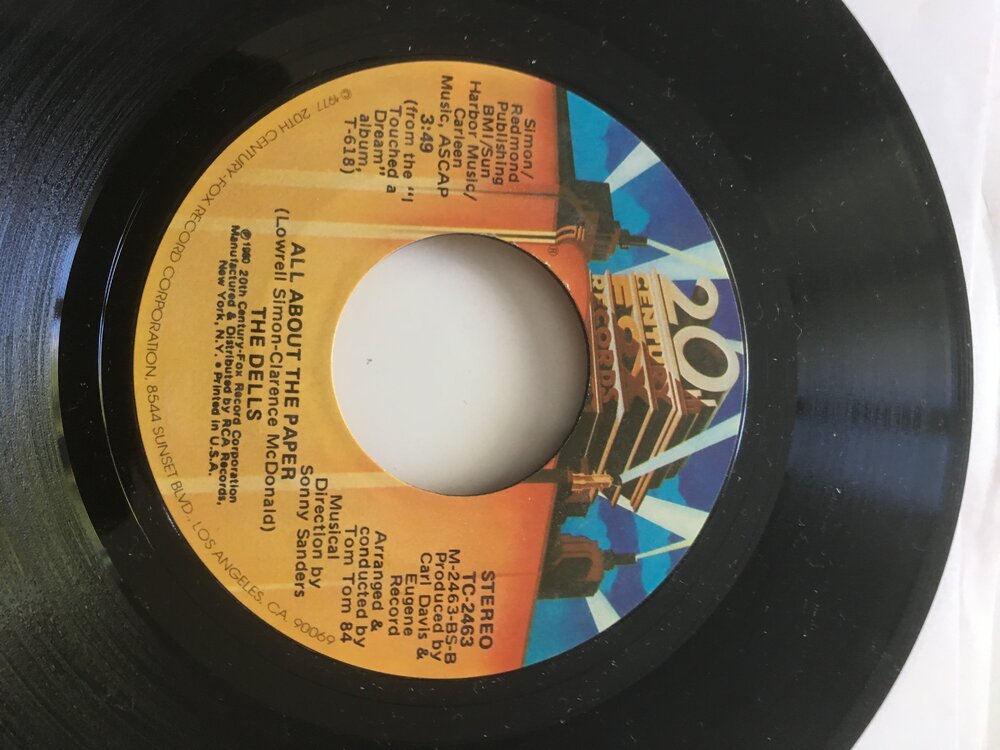 20th
CENTURY
FOX
RECORDS
®
Simon/
Redmond
Publishing
BMI/Sun
Harbor Music/
Carleen
Music, ASCAP
3:49
(from the "I
Touched a
Dream"
album,
T-618)
STEREO
TC-2463
M-2463-BS-B
Produced by
Carl Davis &
Eugene
Record
Arranged &
conducted by
Tom Tom 84
Musical
Direction by
Sonny Sanders
ALL ABOUT THE PAPER
(Lowrell Simon-Clarence McDonald)
THE DELLS
℗1980 20th Century-Fox Record Corporation
Manufactured & Distributed by RCA Records,
New York, N.Y. • Printed in U.S.A.
© 1977 20TH CENTURY-FOX RECORD CORPORATION, 8544 SUNSET BLVD., LOS ANGELES, CA. 90069